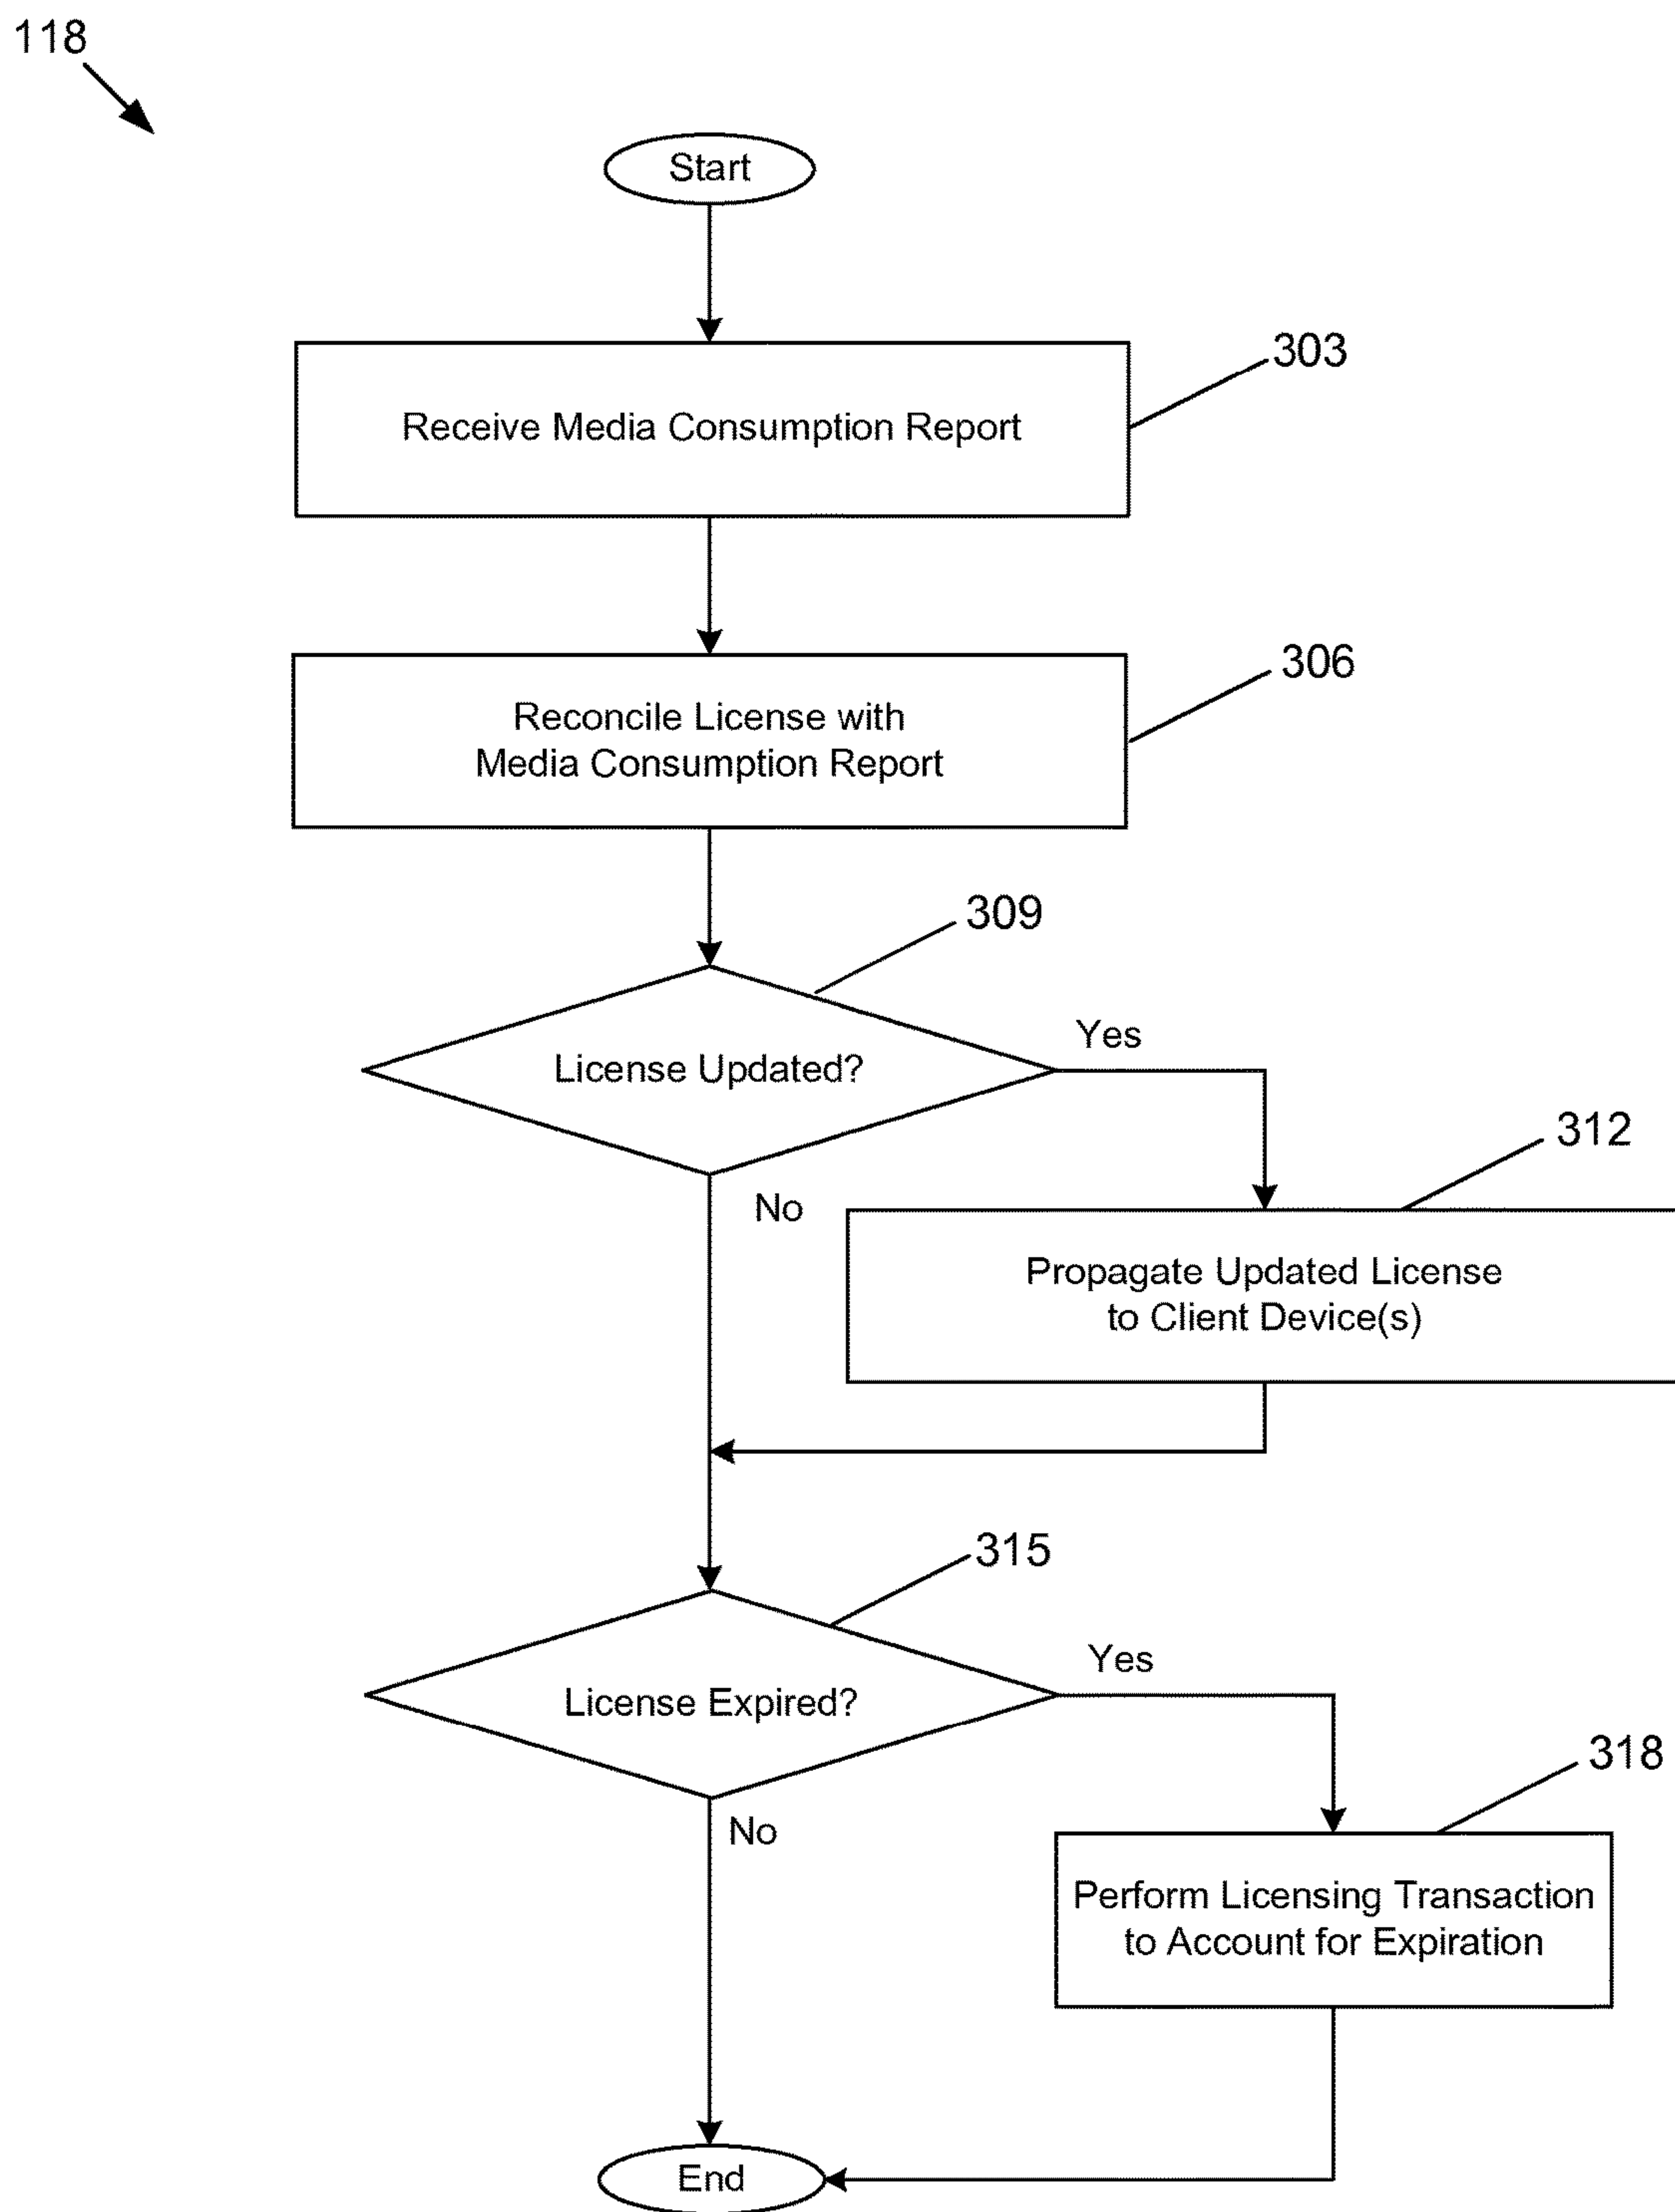 118
Start
303
Receive Media Consumption Report
306
Reconcile License with
Media Consumption Report
309
License Updated?
Yes
No
312
Propagate Updated License
to Client Device(s)
315
License Expired?
Yes
No
318
Perform Licensing Transaction
to Account for Expiration
End